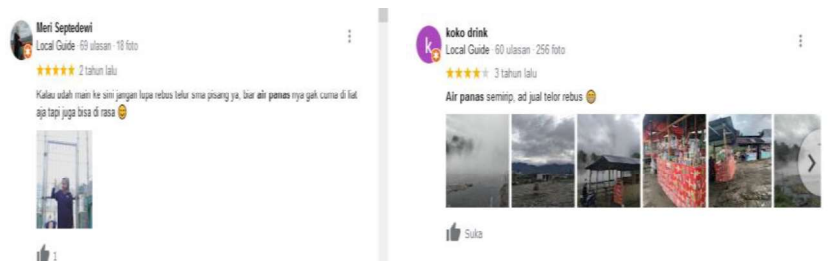 Meri Septedewi
Local Guide · 69 ulasan · 18 foto
2 tahun lalu
Kalau udah main ke sini jangan lupa rebus telur sma pisang ya, biar air panas nya gak cuma di liat
aja tapi juga bisa di rasa
1
k
koko drink
Local Guide · 60 ulasan · 256 foto
3 tahun lalu
Air panas semirip, ad jual telor rebus
Suka